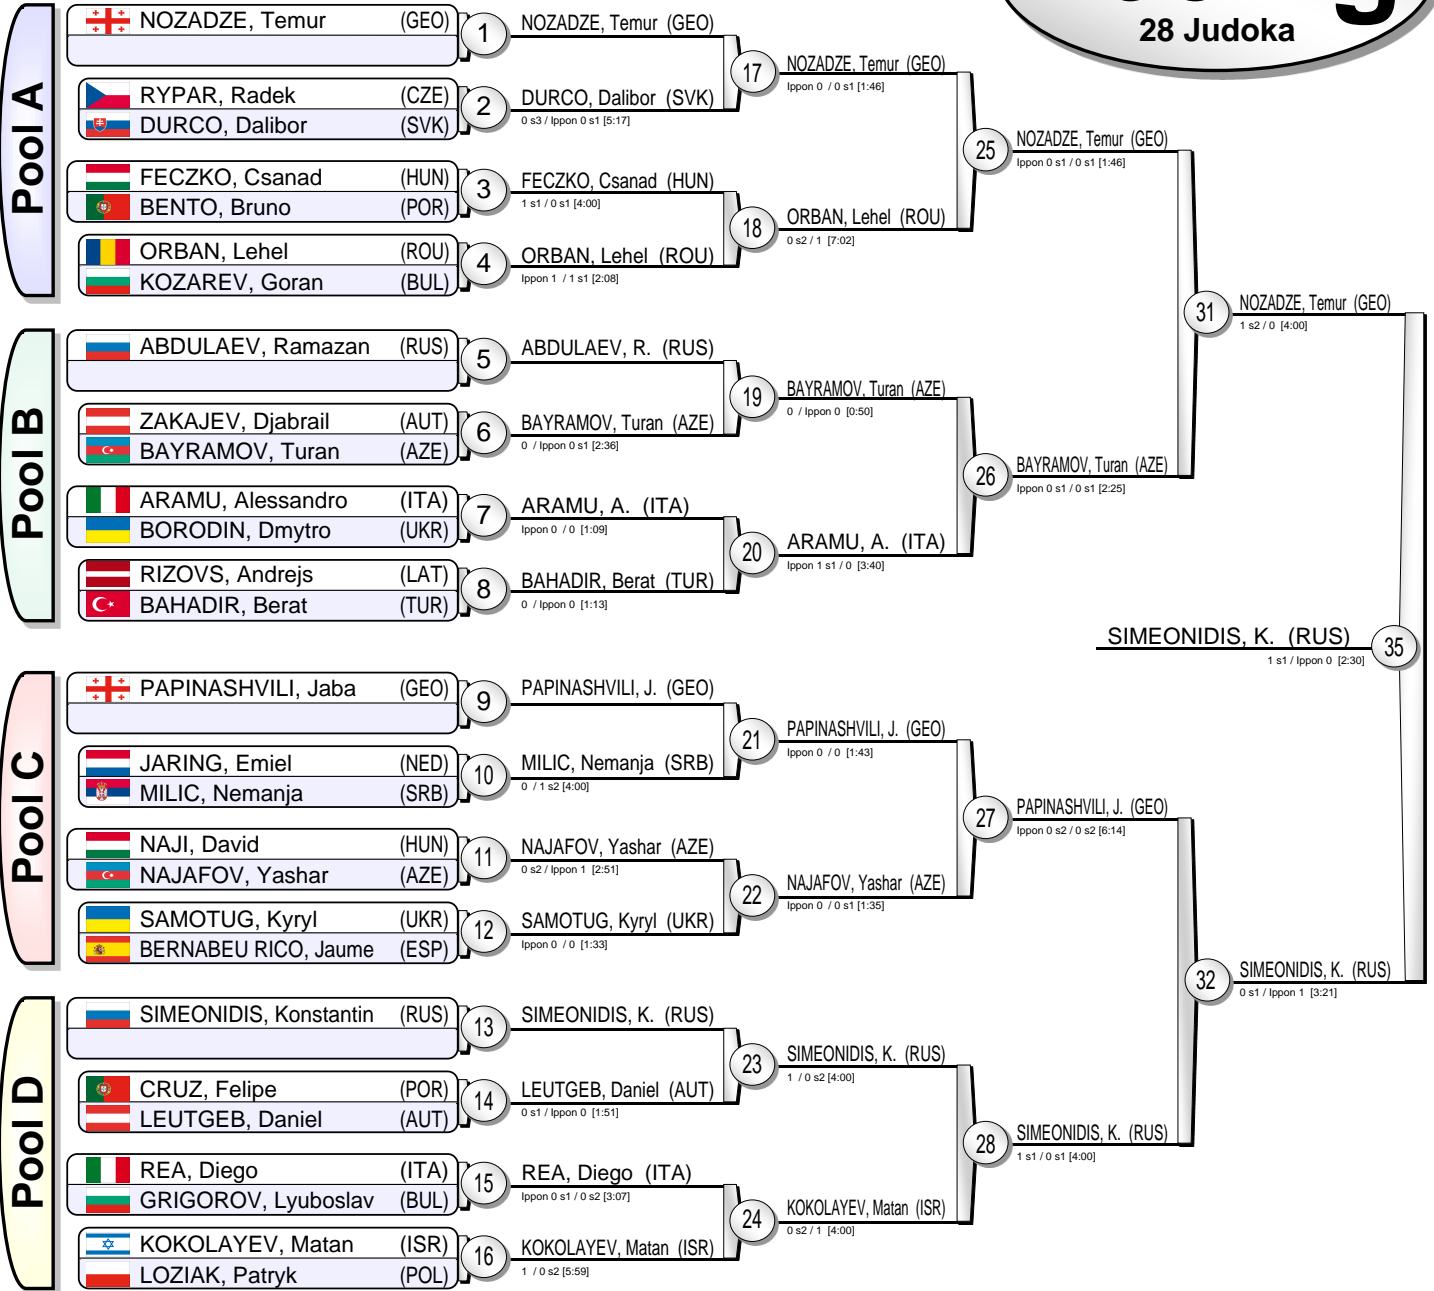 28 Judoka
Pool A
NOZADZE, Temur (GEO)
1
NOZADZE, Temur (GEO)
RYPAR, Radek (CZE)
DURCO, Dalibor (SVK)
2
DURCO, Dalibor (SVK)
0 s3 / Ippon 0 s1 [5:17]
17
NOZADZE, Temur (GEO)
Ippon 0 / 0 s1 [1:46]
FECZKO, Csanad (HUN)
BENTO, Bruno (POR)
3
FECZKO, Csanad (HUN)
1 s1 / 0 s1 [4:00]
ORBAN, Lehel (ROU)
KOZAREV, Goran (BUL)
4
ORBAN, Lehel (ROU)
Ippon 1 / 1 s1 [2:08]
18
ORBAN, Lehel (ROU)
0 s2 / 1 [7:02]
25
NOZADZE, Temur (GEO)
Ippon 0 s1 / 0 s1 [1:46]
Pool B
ABDULAEV, Ramazan (RUS)
5
ABDULAEV, R. (RUS)
ZAKAJEV, Djabrail (AUT)
BAYRAMOV, Turan (AZE)
6
BAYRAMOV, Turan (AZE)
0 / Ippon 0 s1 [2:36]
19
BAYRAMOV, Turan (AZE)
0 / Ippon 0 [0:50]
ARAMU, Alessandro (ITA)
BORODIN, Dmytro (UKR)
7
ARAMU, A. (ITA)
Ippon 0 / 0 [1:09]
RIZOVS, Andrejs (LAT)
BAHADIR, Berat (TUR)
8
BAHADIR, Berat (TUR)
0 / Ippon 0 [1:13]
20
ARAMU, A. (ITA)
Ippon 1 s1 / 0 [3:40]
26
BAYRAMOV, Turan (AZE)
Ippon 0 s1 / 0 s1 [2:25]
31
NOZADZE, Temur (GEO)
1 s2 / 0 [4:00]
Pool C
PAPINASHVILI, Jaba (GEO)
9
PAPINASHVILI, J. (GEO)
JARING, Emiel (NED)
MILIC, Nemanja (SRB)
10
MILIC, Nemanja (SRB)
0 / 1 s2 [4:00]
21
PAPINASHVILI, J. (GEO)
Ippon 0 / 0 [1:43]
NAJI, David (HUN)
NAJAFOV, Yashar (AZE)
11
NAJAFOV, Yashar (AZE)
0 s2 / Ippon 1 [2:51]
SAMOTUG, Kyryl (UKR)
BERNABEU RICO, Jaume (ESP)
12
SAMOTUG, Kyryl (UKR)
Ippon 0 / 0 [1:33]
22
NAJAFOV, Yashar (AZE)
Ippon 0 / 0 s1 [1:35]
27
PAPINASHVILI, J. (GEO)
Ippon 0 s2 / 0 s2 [6:14]
Pool D
SIMEONIDIS, Konstantin (RUS)
13
SIMEONIDIS, K. (RUS)
CRUZ, Felipe (POR)
LEUTGEB, Daniel (AUT)
14
LEUTGEB, Daniel (AUT)
0 s1 / Ippon 0 [1:51]
23
SIMEONIDIS, K. (RUS)
1 / 0 s2 [4:00]
REA, Diego (ITA)
GRIGOROV, Lyuboslav (BUL)
15
REA, Diego (ITA)
Ippon 0 s1 / 0 s2 [3:07]
KOKOLAYEV, Matan (ISR)
LOZIAK, Patryk (POL)
16
KOKOLAYEV, Matan (ISR)
1 / 0 s2 [5:59]
24
KOKOLAYEV, Matan (ISR)
0 s2 / 1 [4:00]
28
SIMEONIDIS, K. (RUS)
1 s1 / 0 s1 [4:00]
32
SIMEONIDIS, K. (RUS)
0 s1 / Ippon 1 [3:21]
SIMEONIDIS, K. (RUS)
1 s1 / Ippon 0 [2:30]
35